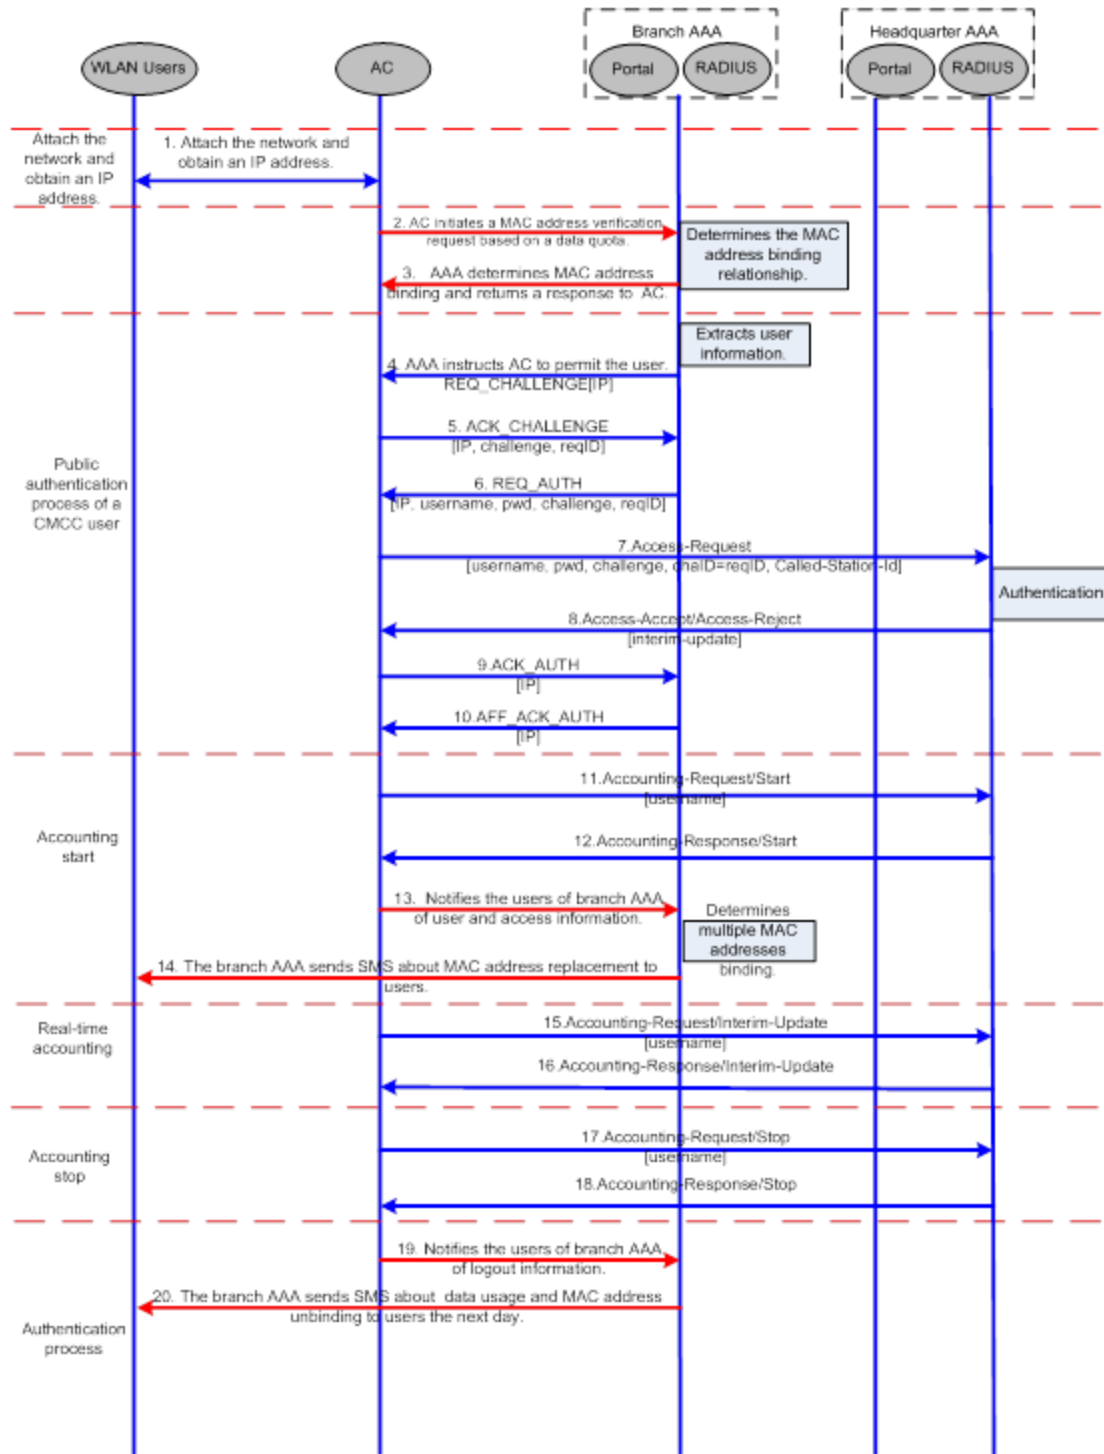 Branch AAA
Headquarter AAA
WLAN Users
AC
Portal
RADIUS
Portal
RADIUS
Attach the
network and
obtain an IP
address.
1. Attach the network and
obtain an IP address.
2. AC initiates a MAC address verification
request based on a data quota.
Determines the MAC
address binding
relationship.
3. AAA determines MAC address
binding and returns a response to AC.
Extracts user
information.
4. AAA instructs AC to permit the user.
REQ_CHALLENGE[IP]
5. ACK_CHALLENGE
[IP, challenge, reqID]
Public
authentication
process of a
CMCC user
6. REQ_AUTH
[IP, username, pwd, challenge, reqID]
7.Access-Request
[username, pwd, challenge, chalD=reqID, Called-Station-Id]
Authentication
8.Access-Accept/Access-Reject
[interim-update]
9.ACK_AUTH
[IP]
10.AFF_ACK_AUTH
[IP]
11.Accounting-Request/Start
[username]
Accounting
start
12.Accounting-Response/Start
13. Notifies the users of branch AAA
of user and access information.
Determines
multiple MAC
addresses
binding.
14. The branch AAA sends SMS about MAC address replacement to
users.
Real-time
accounting
15.Accounting-Request/Interim-Update
[username]
16.Accounting-Response/Interim-Update
Accounting
stop
17.Accounting-Request/Stop
[username]
18.Accounting-Response/Stop
19. Notifies the users of branch AAA
of logout information.
20. The branch AAA sends SMS about data usage and MAC address
unbinding to users the next day.
Authentication
process